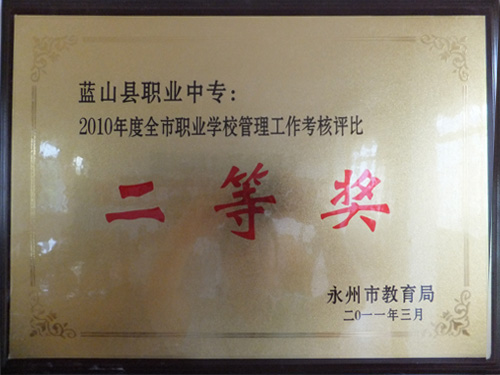 蓝山县职业中专：
2010年度全市职业学校管理工作考核评比
二等奖
永州市教育局
二○一一年三月